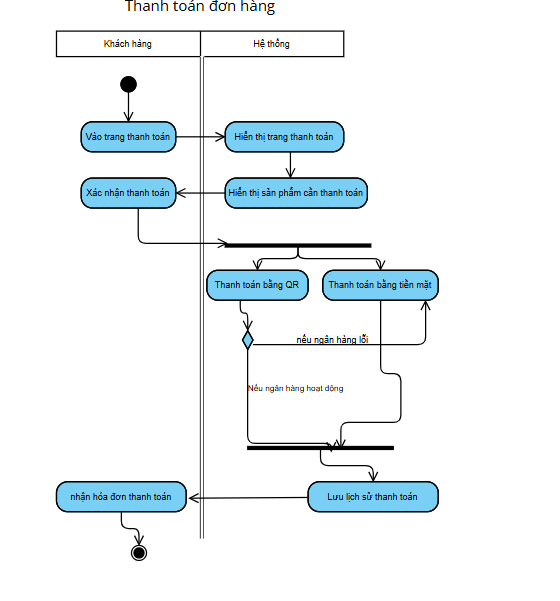 Thanh toán đơn hàng
Khách hàng
Hệ thống
Vào trang thanh toán
Hiển thị trang thanh toán
Xác nhận thanh toán
Hiển thị sản phẩm cần thanh toán
Thanh toán bằng QR
Thanh toán bằng tiền mặt
nếu ngân hàng lỗi
Nếu ngân hàng hoạt động
nhận hóa đơn thanh toán
Lưu lịch sử thanh toán